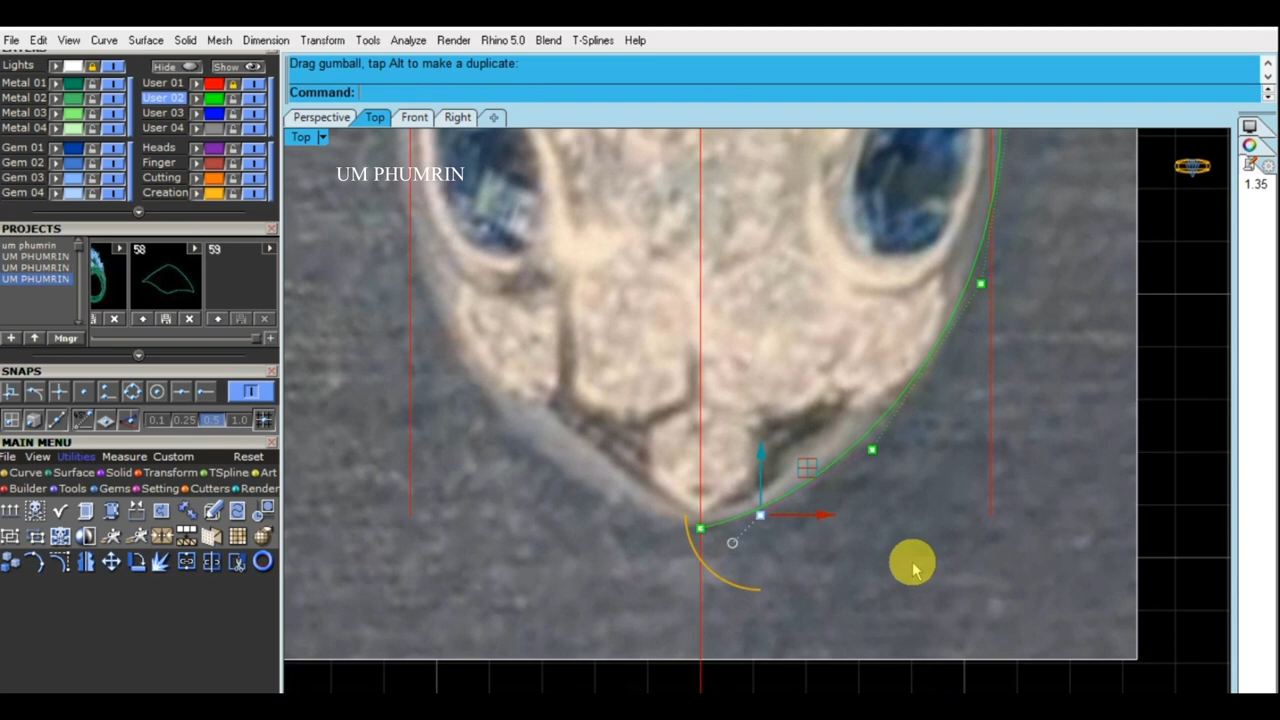 File Edit View Curve Surface Solid Mesh Dimension Transform Tools Analyze Render Rhino 5.0 Blend T-Splines Help
Lights Hide Show
Metal 01 User 01
Metal 02 User 02
Metal 03 User 03
Metal 04 User 04
Gem 01 Heads
Gem 02 Finger
Gem 03 Cutting
Gem 04 Creation
PROJECTS
um phumrin
UM PHUMRIN
UM PHUMRIN
UM PHUMRIN
58 59
Mngr
SNAPS
0.1 0.25 0.5 1.0
MAIN MENU
File View Utilities Measure Custom Reset
Curve Surface Solid Transform TSpline Art
Builder Tools Gems Setting Cutters Render
Drag gumball, tap Alt to make a duplicate:
Command:
Perspective Top Front Right
Top
UM PHUMRIN
1.35